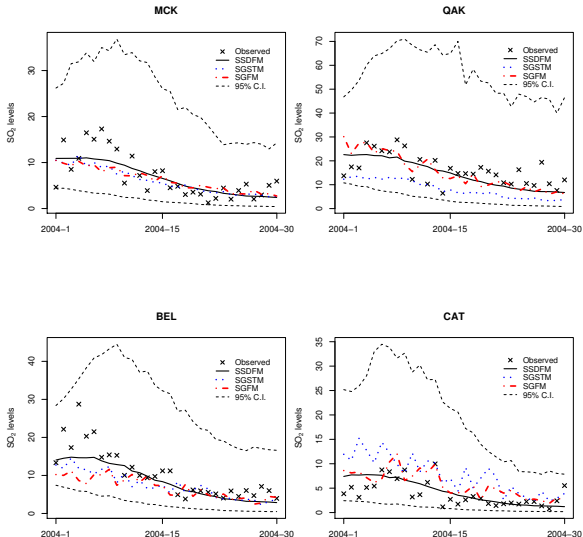 MCK
SO2 levels
0
10
20
30
2004−1
2004−15
2004−30
Observed
SSDFM
SGSTM
SGFM
95% C.I.
QAK
SO2 levels
0
10
20
30
40
50
60
70
2004−1
2004−15
2004−30
Observed
SSDFM
SGSTM
SGFM
95% C.I.
BEL
SO2 levels
0
10
20
30
40
2004−1
2004−15
2004−30
Observed
SSDFM
SGSTM
SGFM
95% C.I.
CAT
SO2 levels
0
5
10
15
20
25
30
35
2004−1
2004−15
2004−30
Observed
SSDFM
SGSTM
SGFM
95% C.I.